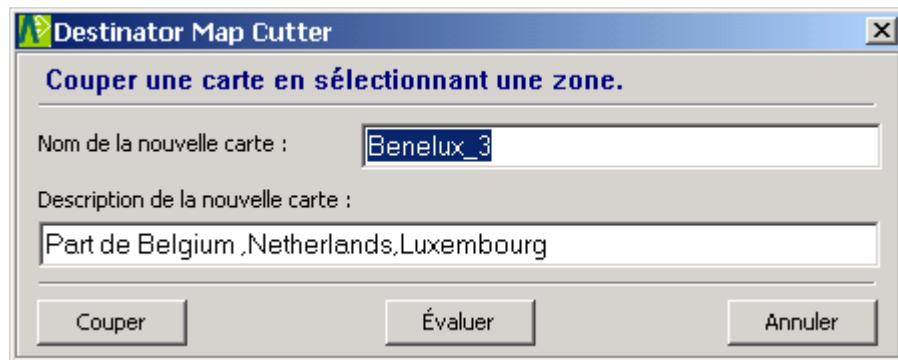 Destinator Map Cutter
Couper une carte en sélectionnant une zone.
Nom de la nouvelle carte : Benelux_3
Description de la nouvelle carte :
Part de Belgium ,Netherlands,Luxembourg
Couper Évaluer Annuler